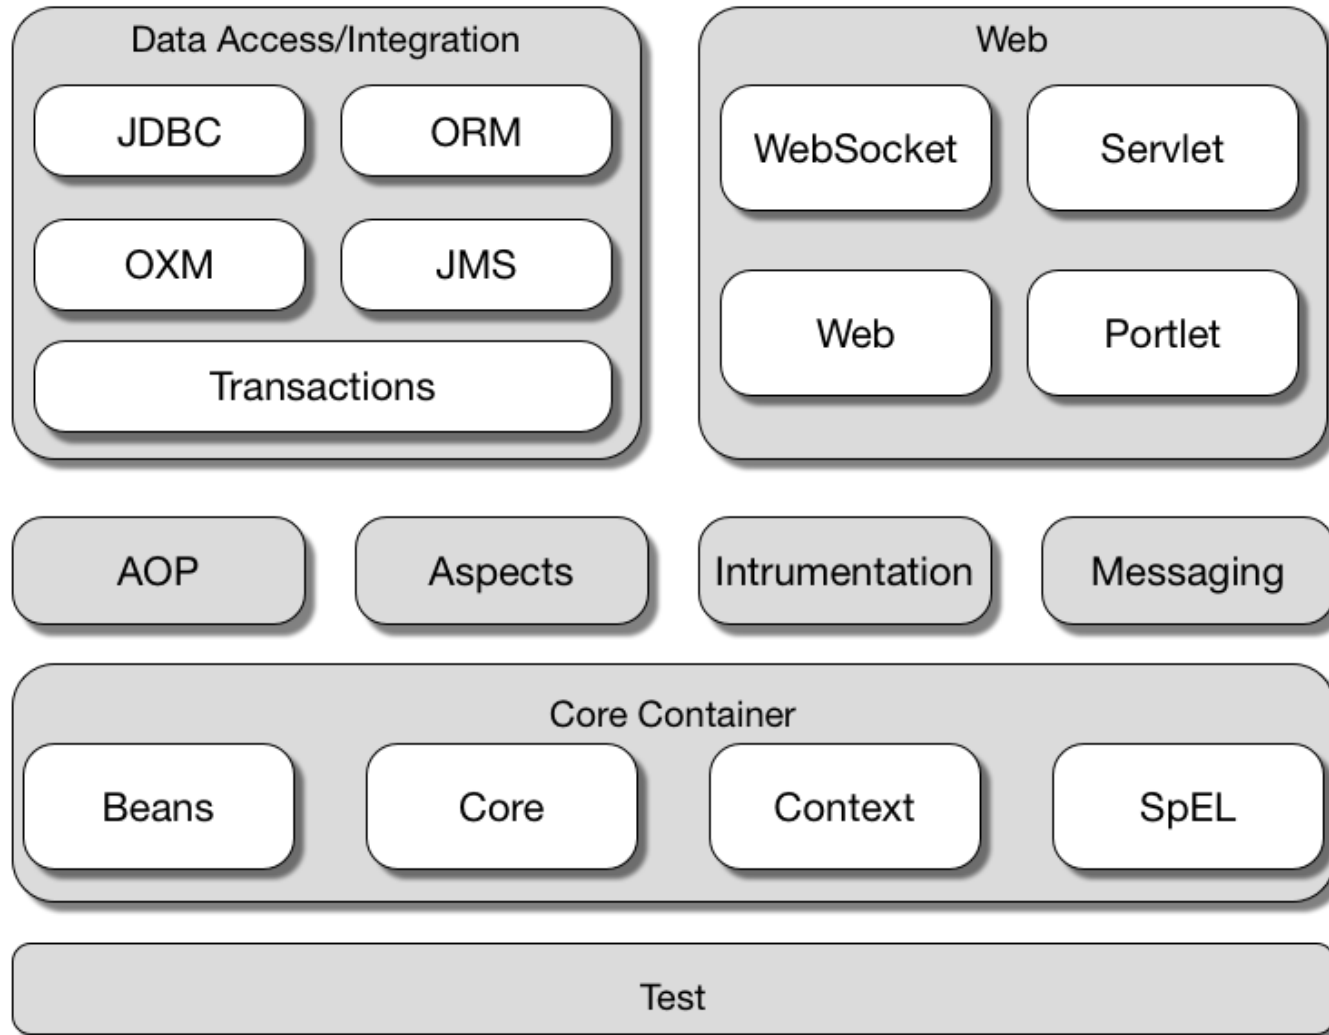 Data Access/Integration
JDBC
ORM
OXM
JMS
Transactions
Web
WebSocket
Servlet
Web
Portlet
AOP
Aspects
Intrumentation
Messaging
Core Container
Beans
Core
Context
SpEL
Test